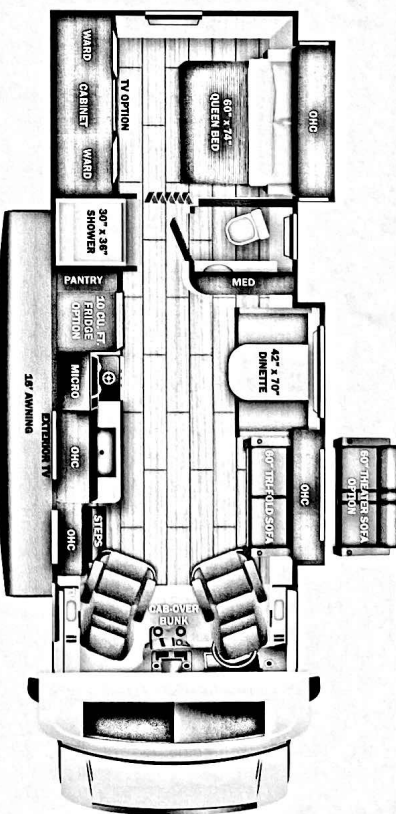 WARD
CABINET
WARD
TV OPTION
60" x 74"
QUEEN BED
OHC
30" x 36"
SHOWER
MED
PANTRY
10 CU. FT.
FRIDGE
OPTION
42" x 70"
DINETTE
MICRO
OHC
EXTERIOR TV
18' AWNING
60" TRI-FOLD SOFA
OHC
60" THEATER SOFA
OPTION
STEPS
OHC
CAB-OVER
BUNK